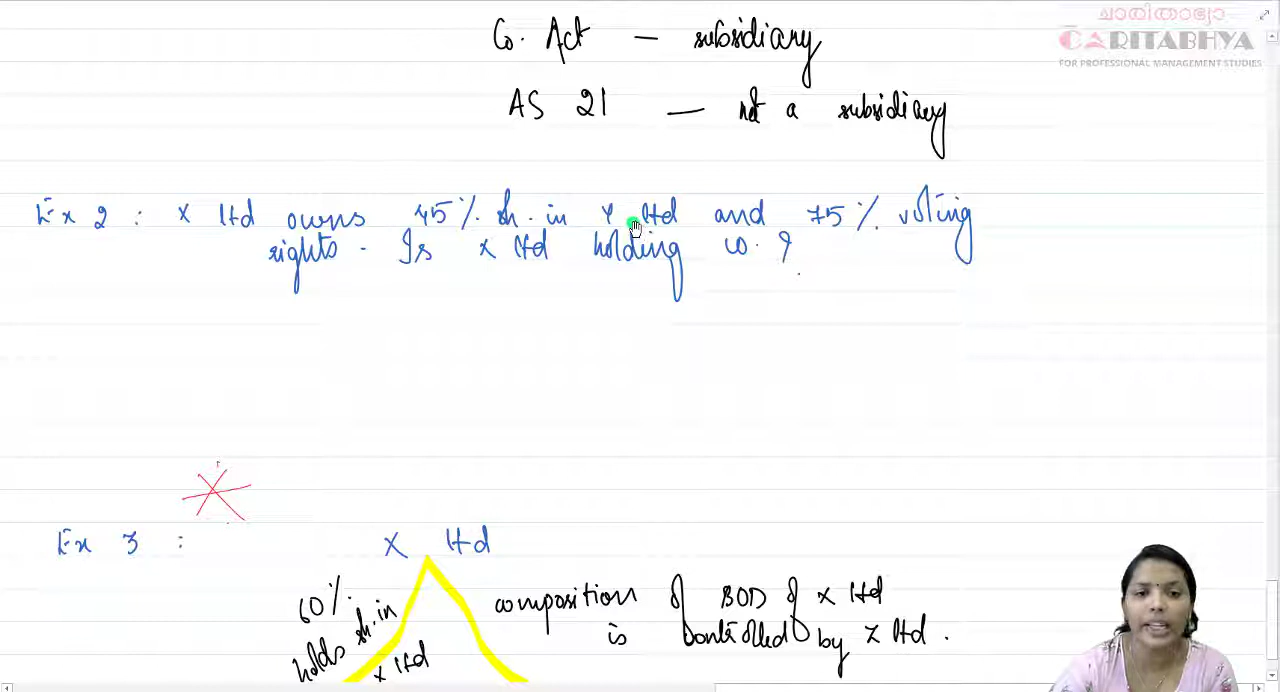 Co. Act — subsidiary
ചാരിതാഭ്യാ
CARITABHYA
FOR PROFESSIONAL MANAGEMENT STUDIES
AS 21 — not a subsidiary
Ex 2 : X ltd owns 45% sh. in Y ltd and 75% voting
rights. Is X ltd holding co. ?
Ex 3 : X ltd
60%
holds sh. in
X ltd
composition of BOD of X ltd
is controlled by Z ltd.